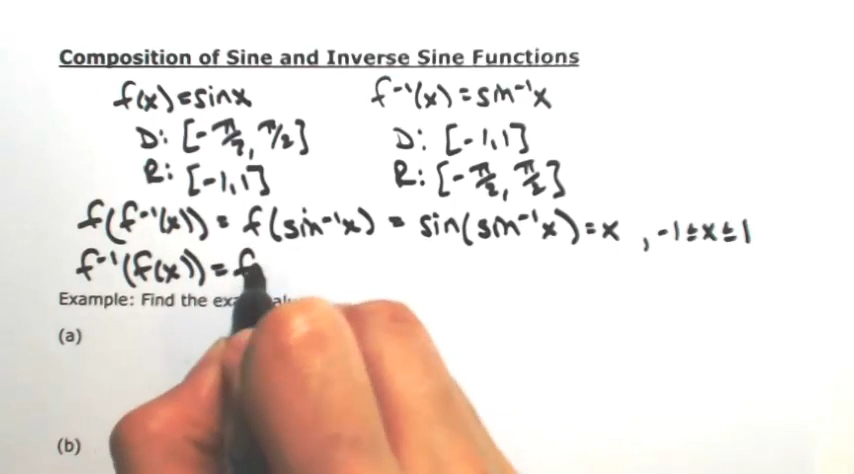 Composition of Sine and Inverse Sine Functions
f(x)=sinx f⁻¹(x)=sin⁻¹x
D: [-π/2, π/2] D: [-1,1]
R: [-1,1] R: [-π/2, π/2]
f(f⁻¹(x)) = f(sin⁻¹x) = sin(sin⁻¹x)=x , -1≤x≤1
f⁻¹(f(x))=f
Example: Find the
(a)
(b)